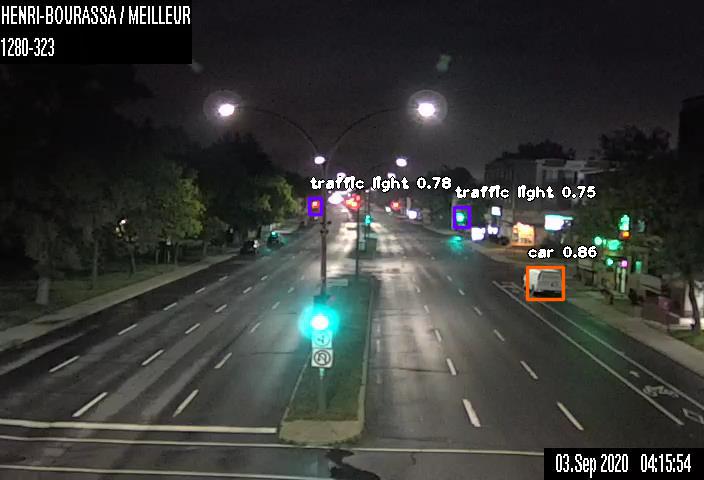 HENRI-BOURASSA / MEILLEUR
1280-323
traffic light 0.78
traffic light 0.75
car 0.86
03.Sep 2020 04:15:54